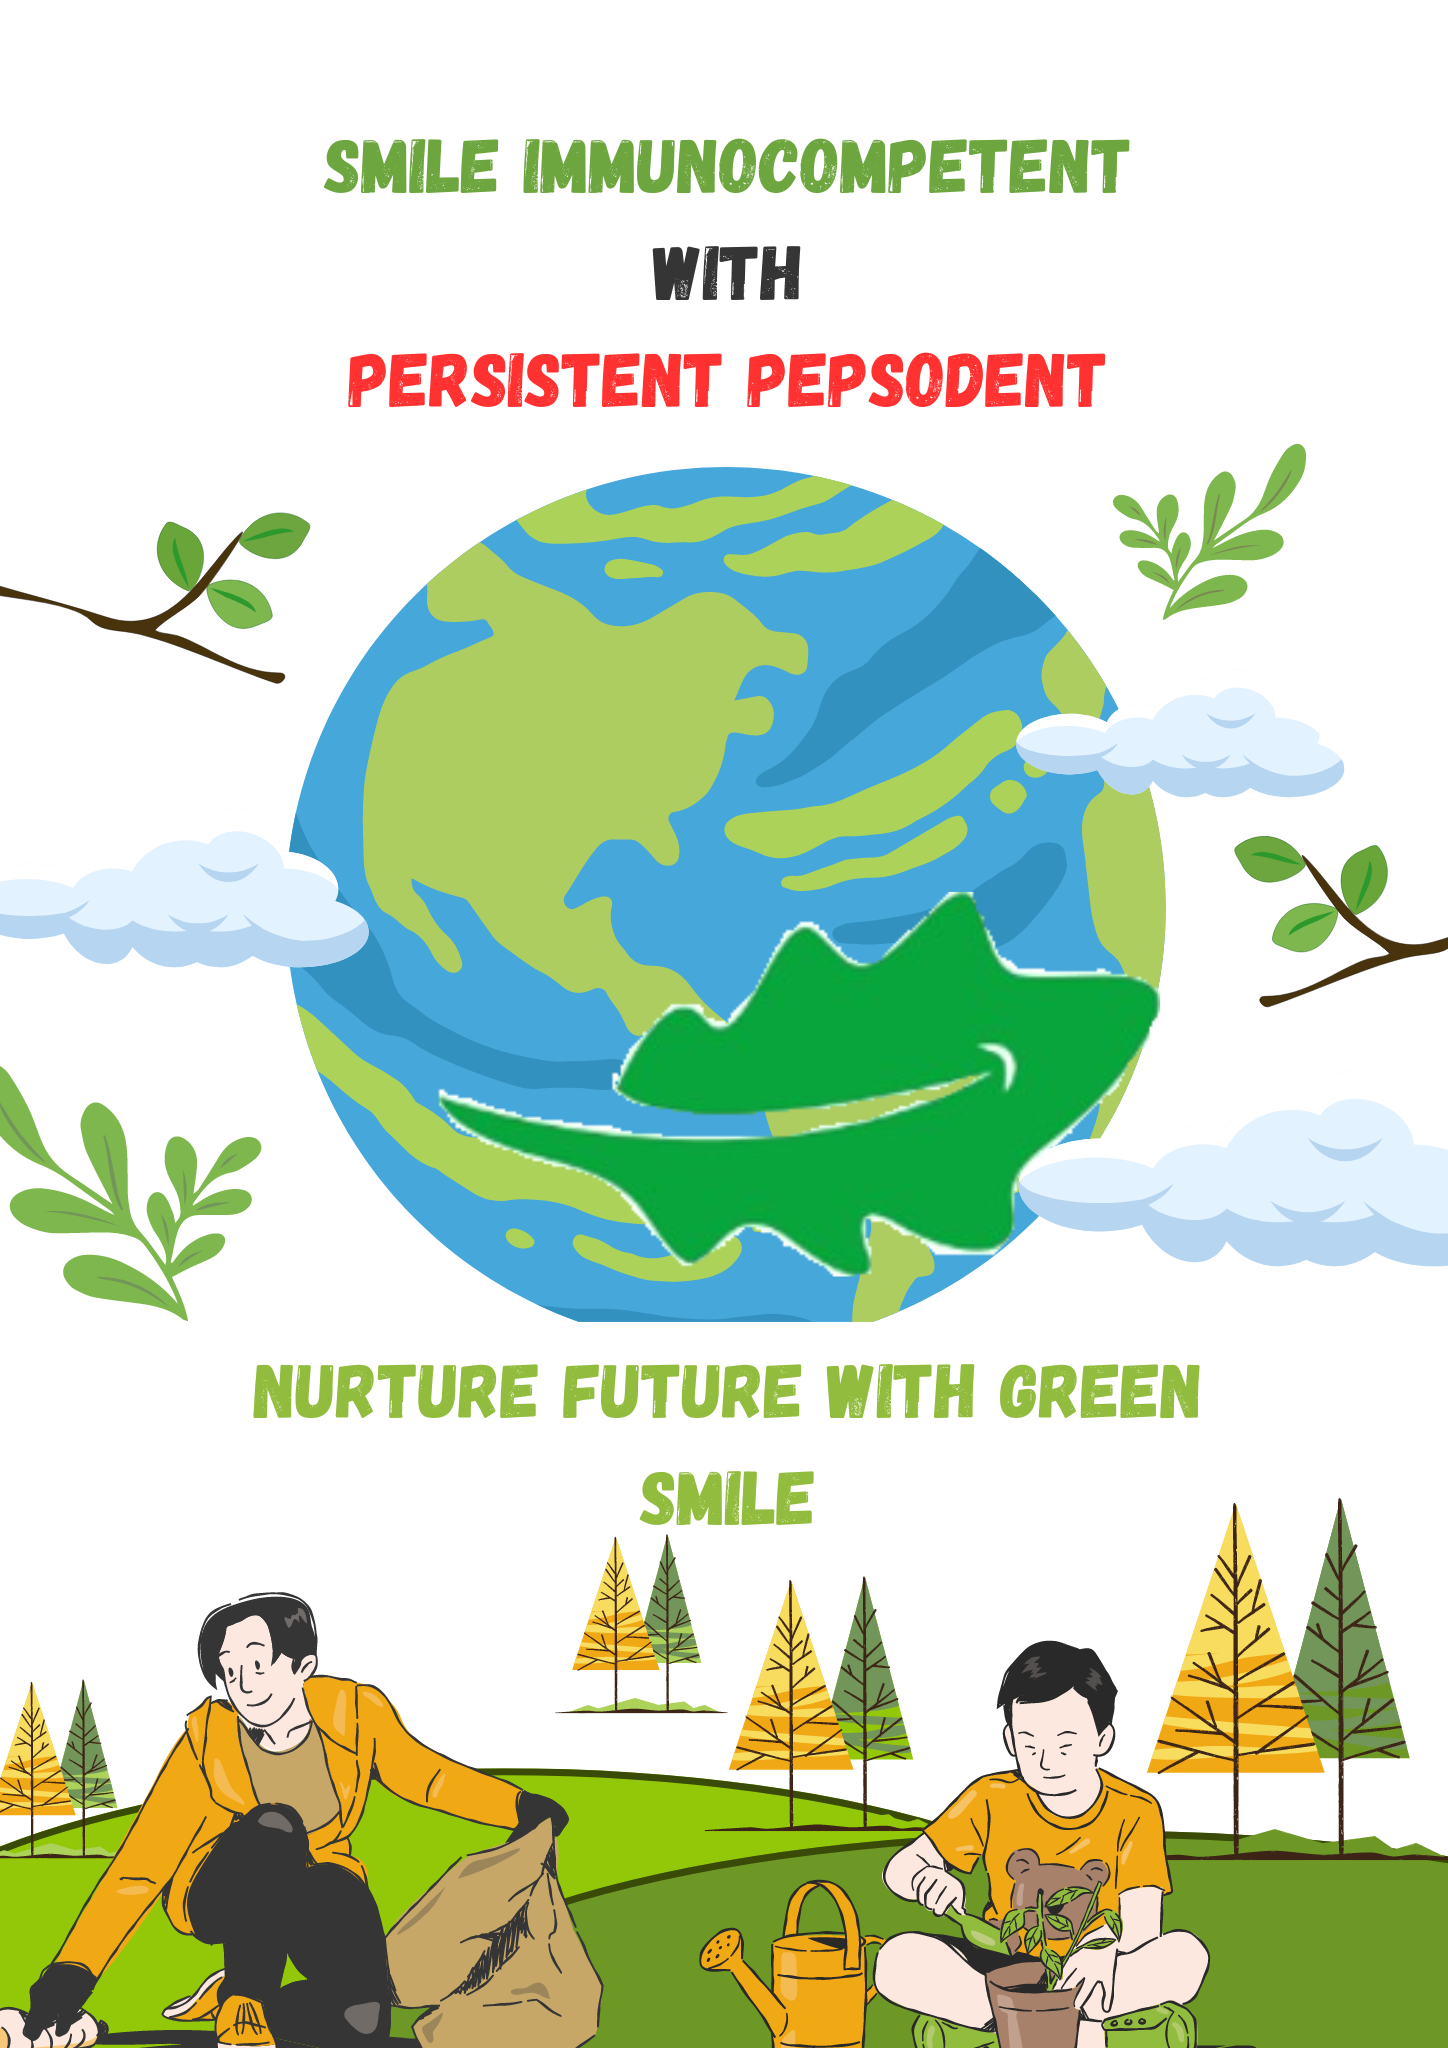 SMILE IMMUNOCOMPETENT
WITH
PERSISTENT PEPSODENT
NURTURE FUTURE WITH GREEN
SMILE